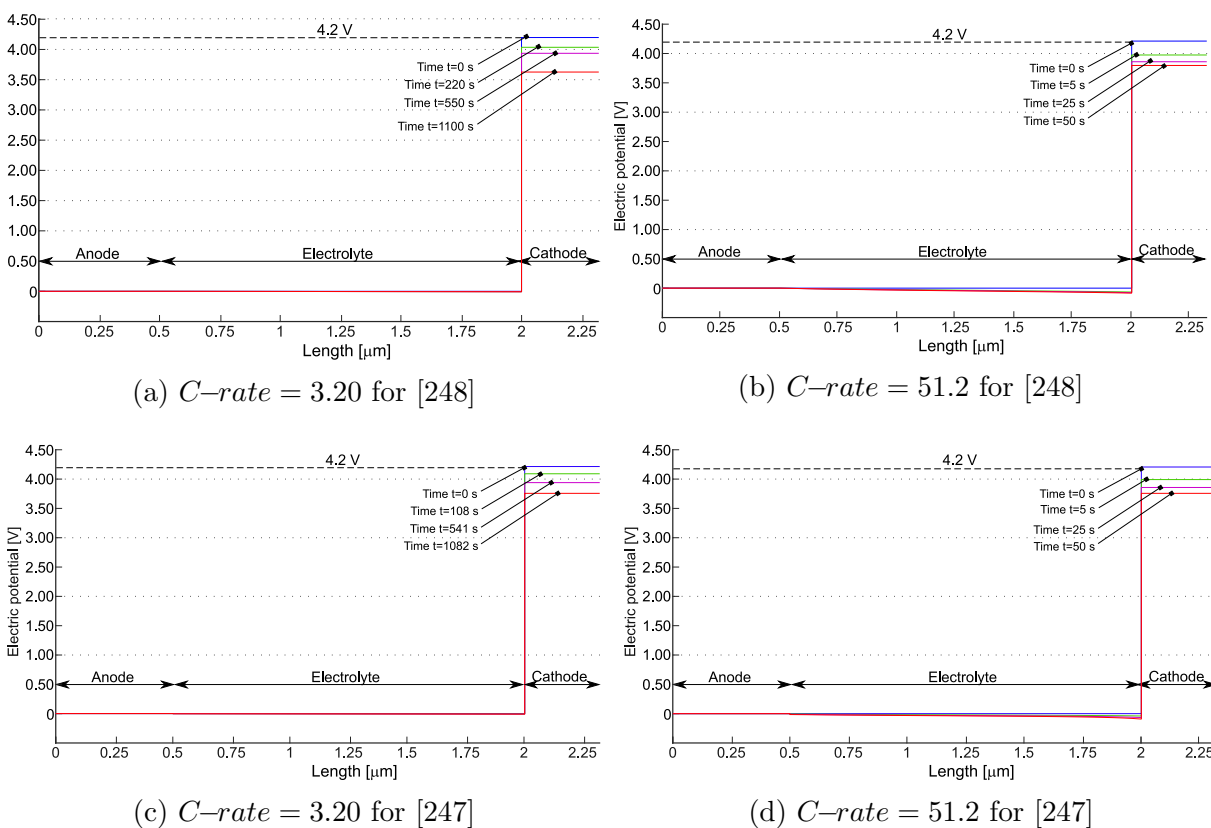 4.50
4.2 V
4.00
Time t=0 s
3.50
Time t=220 s
Time t=550 s
3.00
Time t=1100 s
2.50
2.00
1.50
1.00
Anode Electrolyte Cathode
0.50
0
0 0.25 0.5 0.75 1 1.25 1.5 1.75 2 2.25
Length [μm]
(a) C–rate = 3.20 for [248]
Electric potential [V]
4.50
4.2 V
4.00
Time t=0 s
3.50
Time t=5 s
Time t=25 s
3.00
Time t=50 s
2.50
2.00
1.50
1.00
Anode Electrolyte Cathode
0.50
0
0 0.25 0.5 0.75 1 1.25 1.5 1.75 2 2.25
Length [μm]
(b) C–rate = 51.2 for [248]
Electric potential [V]
4.50
4.2 V
4.00
Time t=0 s
3.50
Time t=108 s
Time t=541 s
3.00
Time t=1082 s
2.50
2.00
1.50
1.00
Anode Electrolyte Cathode
0.50
0
0 0.25 0.5 0.75 1 1.25 1.5 1.75 2 2.25
Length [μm]
(c) C–rate = 3.20 for [247]
Electric potential [V]
4.50
4.2 V
4.00
Time t=0 s
3.50
Time t=5 s
Time t=25 s
3.00
Time t=50 s
2.50
2.00
1.50
1.00
Anode Electrolyte Cathode
0.50
0
0 0.25 0.5 0.75 1 1.25 1.5 1.75 2 2.25
Length [μm]
(d) C–rate = 51.2 for [247]